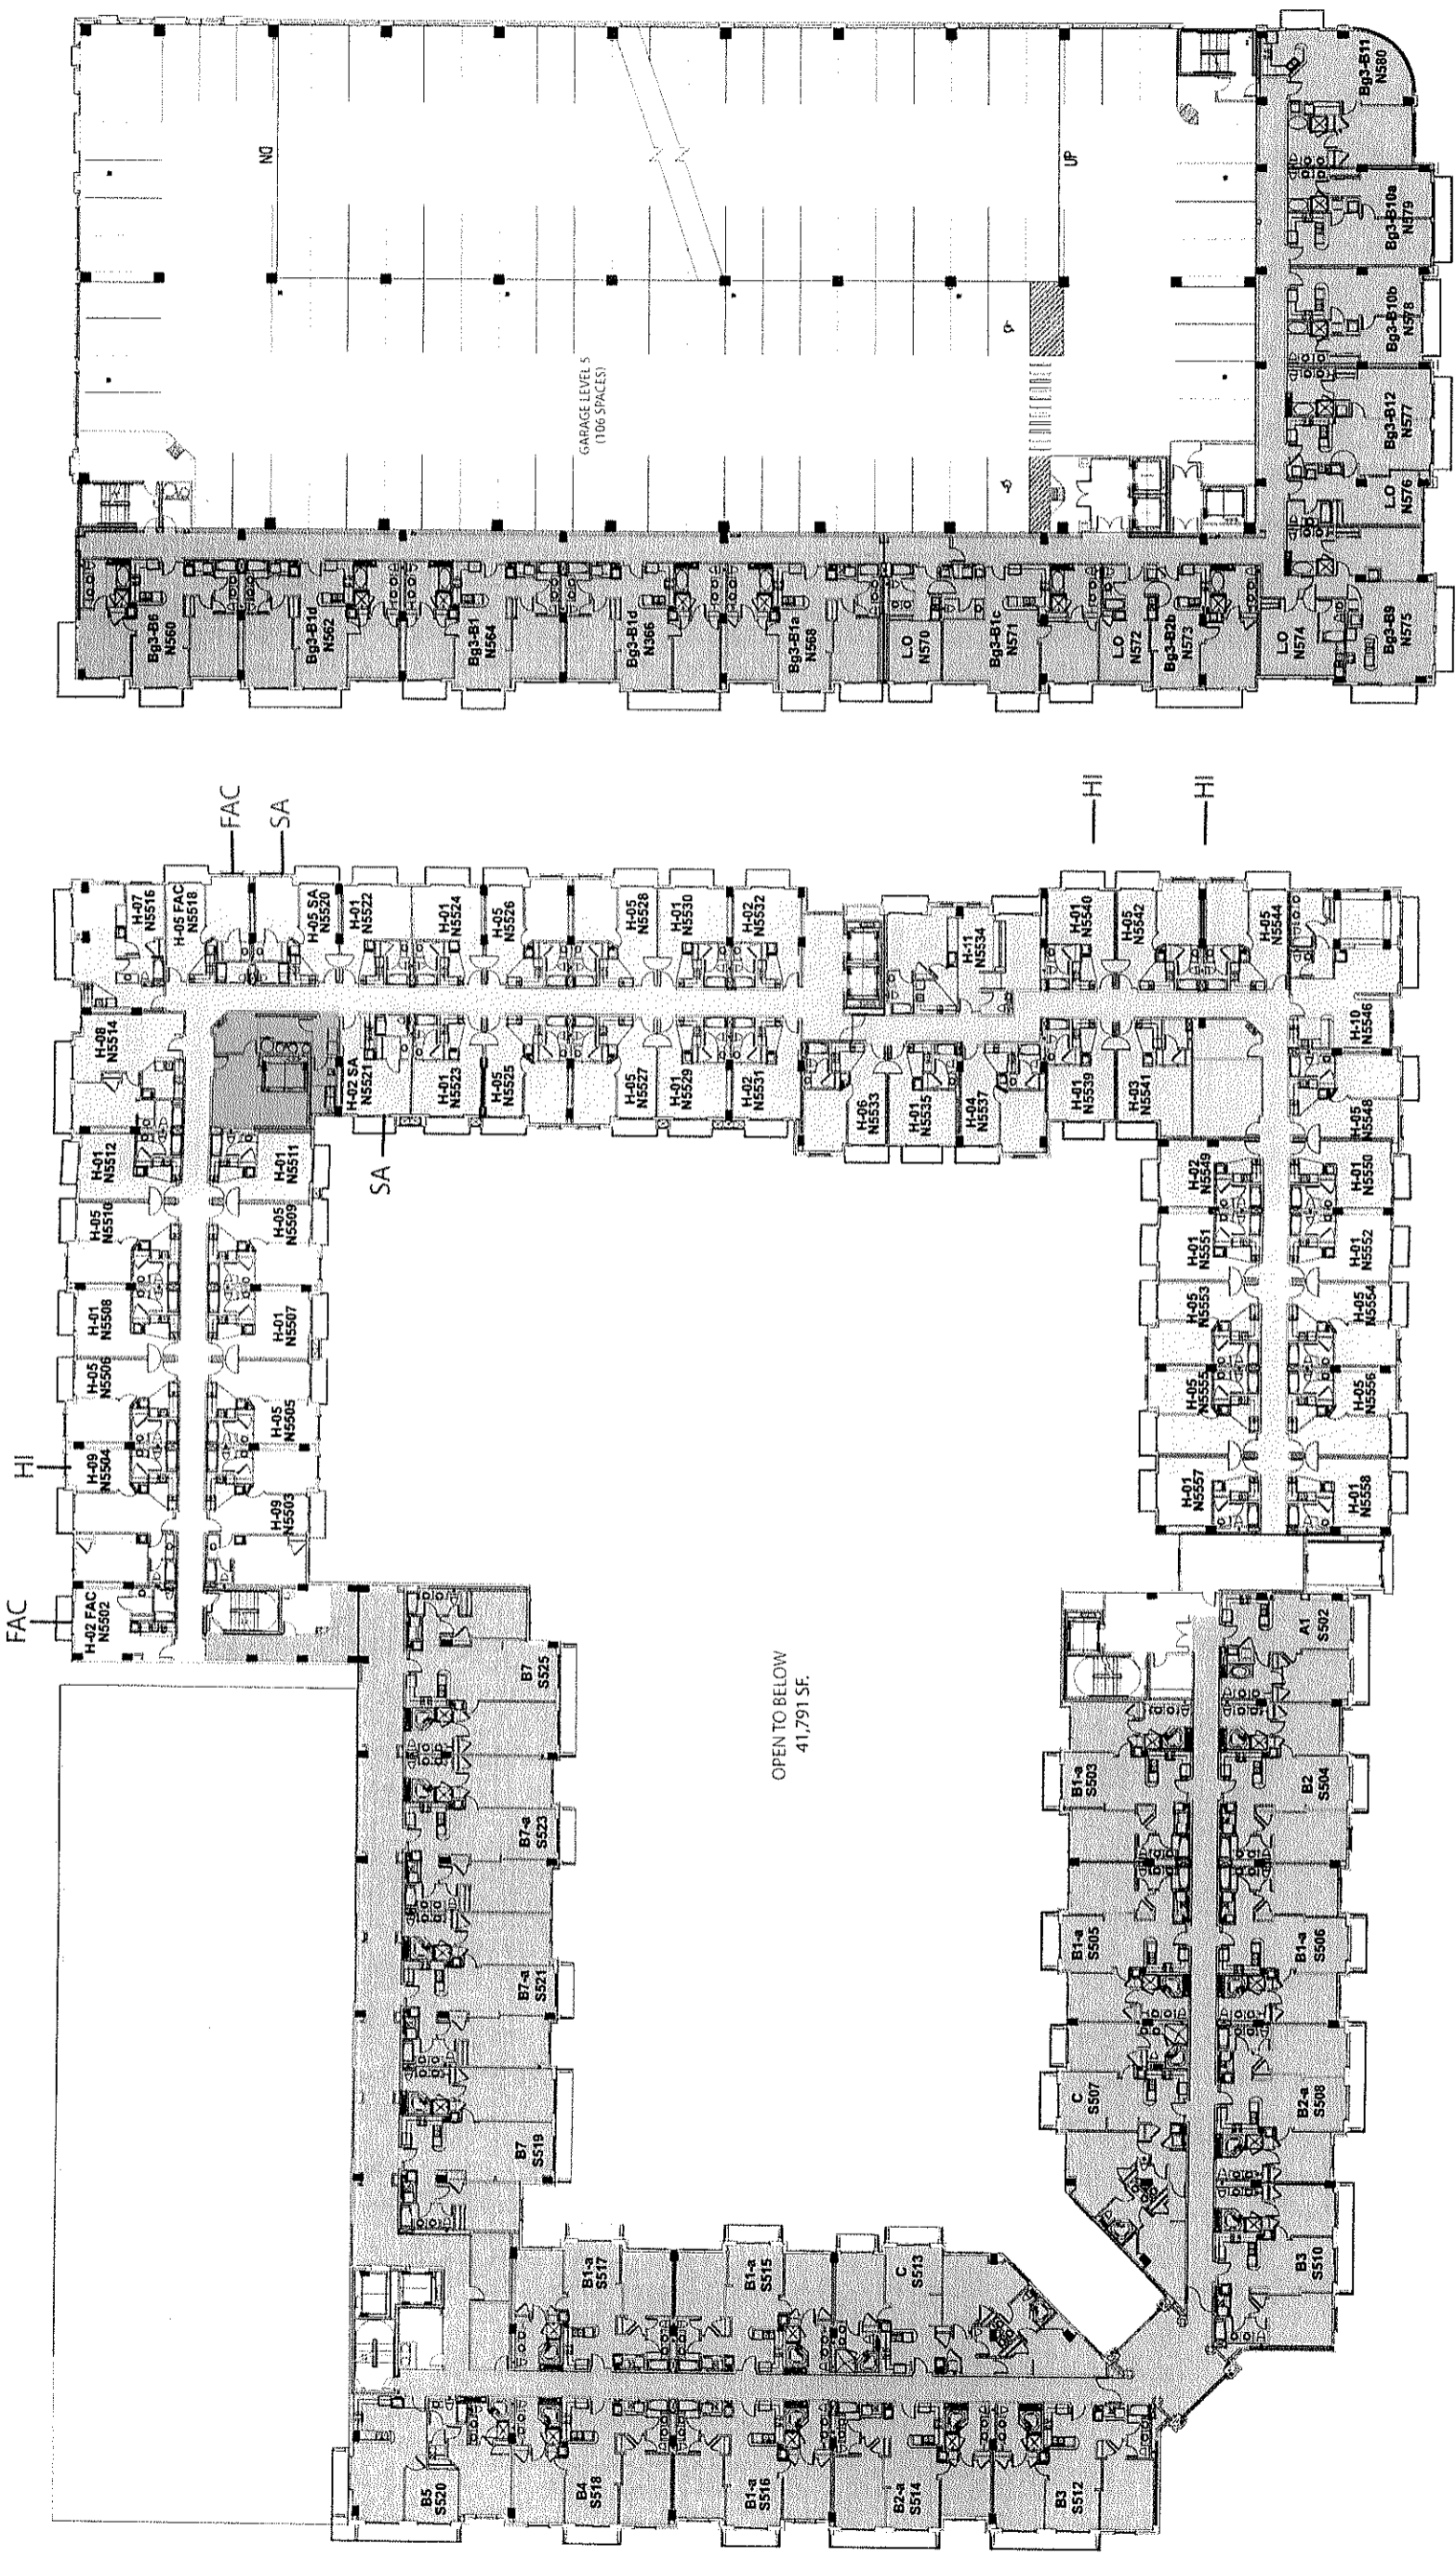 NO
UP
GARAGE LEVEL 5
(106 SPACES)
Bg3-B11
N580
Bg3-B10a
N579
Bg3-B10b
N578
Bg3-B12
N577
L.O
N576
Bg3-B9
N575
L.O
N574
Bg3-B2b
N573
L.O
N572
Bg3-B1c
N571
L.O
N570
Bg3-B1a
N568
Bg3-B1d
N366
Bg3-B1
N564
Bg3-B1d
N562
Bg3-B6
N560
FAC
SA
HI
HI
H-07
N5516
H-05 FAC
N5518
H-05 SA
N5520
H-01
N5522
H-01
N5524
H-05
N5526
H-05
N5528
H-01
N5530
H-02
N5532
H-11
N5534
H-01
N5540
H-05
N5542
H-05
N5544
H-10
N5546
H-05
N5548
H-08
N5514
H-02 SA
N5521
H-01
N5523
H-05
N5525
H-05
N5527
H-01
N5529
H-02
N5531
H-06
N5533
H-01
N5535
H-04
N5537
H-01
N5539
H-03
N5541
SA
H-01
N5512
H-01
N5511
H-05
N5510
H-05
N5509
H-01
N5508
H-01
N5507
H-05
N5506
H-05
N5505
HI
H-09
N5504
H-09
N5503
FAC
H-02 FAC
N5502
H-02
N5549
H-01
N5550
H-01
N5551
H-01
N5552
H-05
N5553
H-05
N5554
H-05
N5555
H-05
N5556
H-01
N5557
H-01
N5558
OPEN TO BELOW
41,791 SF.
A1
S502
B1-a
S503
B2
S504
B1-a
S505
B1-a
S506
C
S507
B2-a
S508
B3
S510
B3
S512
C
S513
B2-a
S514
B1-a
S515
B1-a
S516
B1-a
S517
B4
S518
B5
S520
B7
S519
B7-a
S521
B7-a
S523
B7
S525